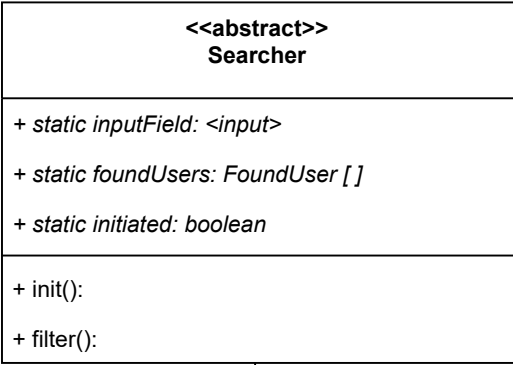 <<abstract>>
Searcher
+ static inputField: <input>
+ static foundUsers: FoundUser [ ]
+ static initiated: boolean
+ init():
+ filter():